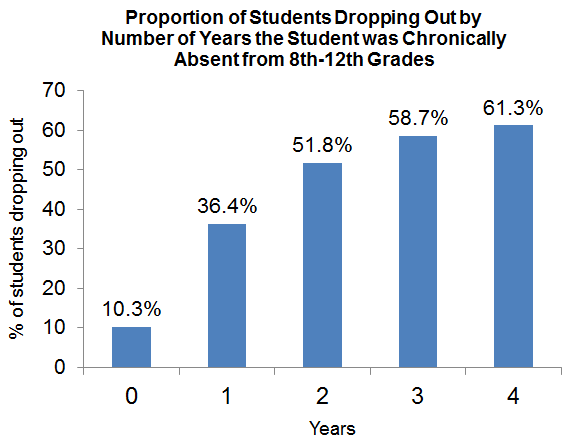 Proportion of Students Dropping Out by
Number of Years the Student was Chronically
Absent from 8th-12th Grades
% of students dropping out
70
60
50
40
30
20
10
0
10.3%
36.4%
51.8%
58.7%
61.3%
0 1 2 3 4
Years